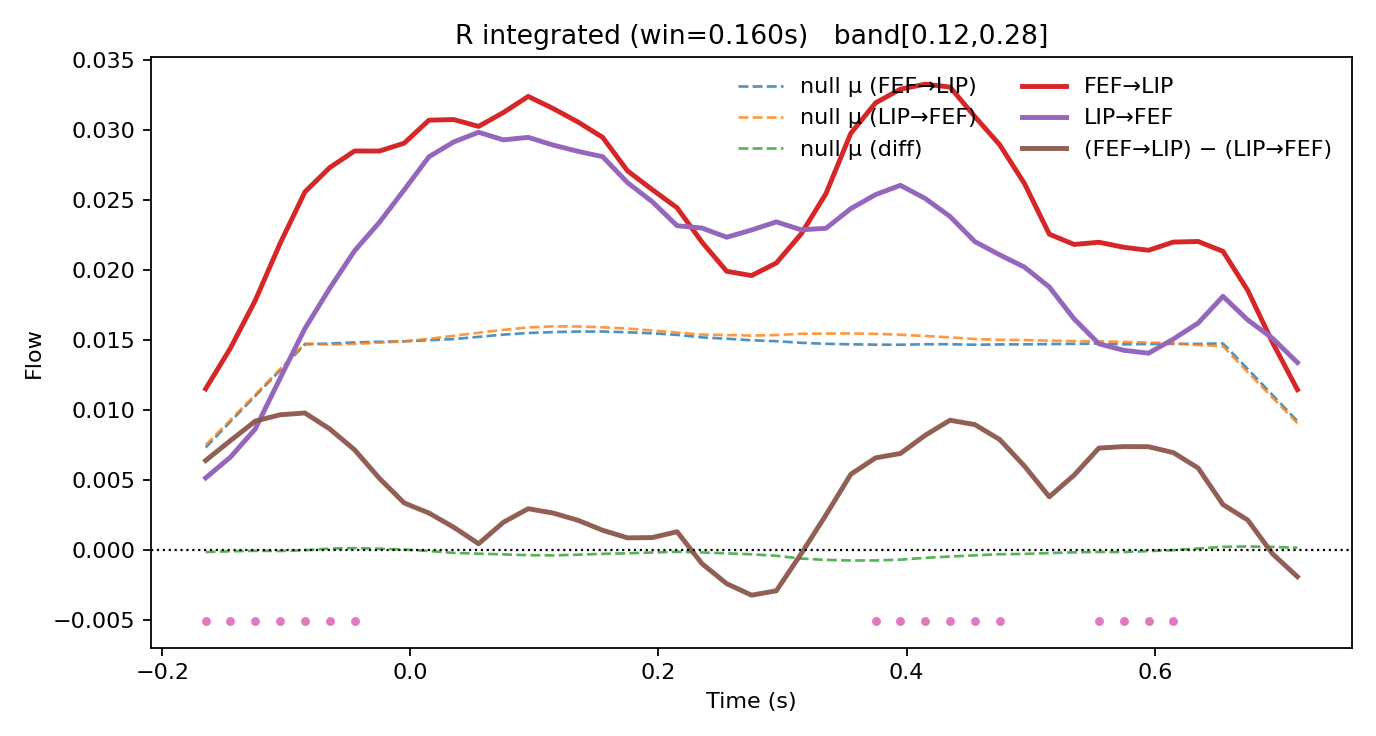 R integrated (win=0.160s) band[0.12,0.28]
null μ (FEF→LIP)
null μ (LIP→FEF)
null μ (diff)
FEF→LIP
LIP→FEF
(FEF→LIP) − (LIP→FEF)
Flow
0.035
0.030
0.025
0.020
0.015
0.010
0.005
0.000
−0.005
−0.2
0.0
0.2
0.4
0.6
Time (s)